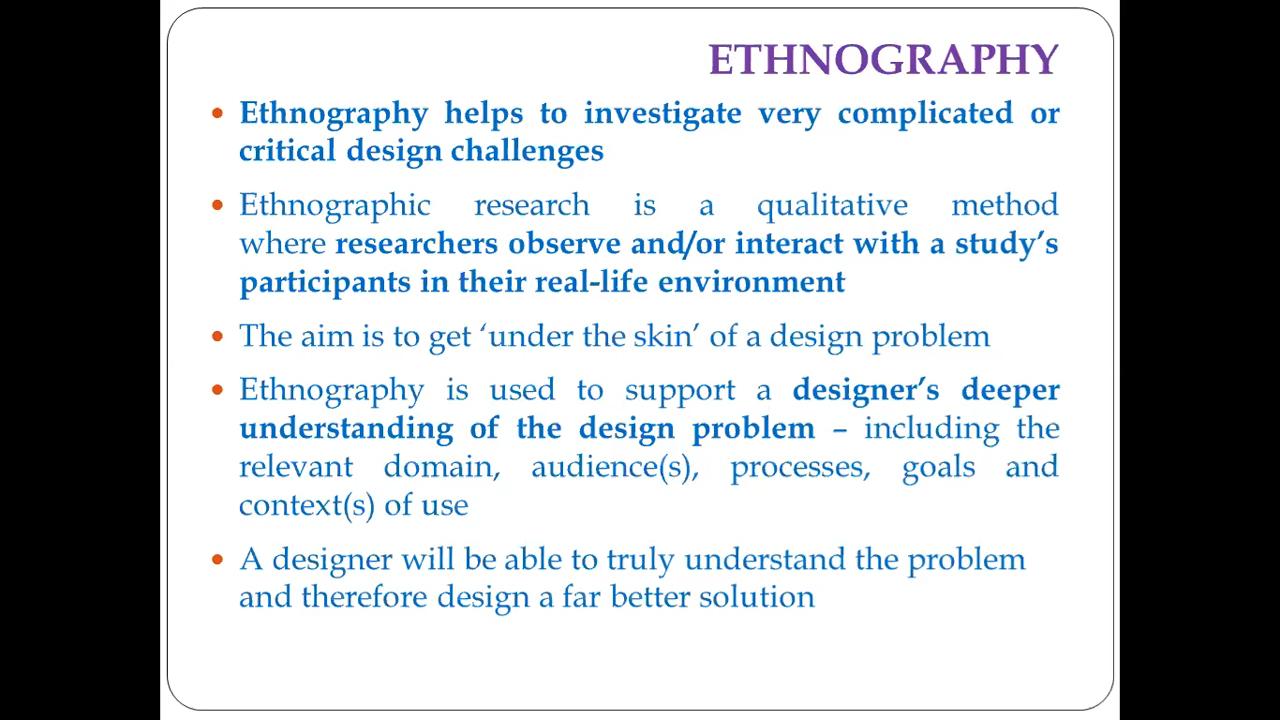 ETHNOGRAPHY
• Ethnography helps to investigate very complicated or
critical design challenges
• Ethnographic research is a qualitative method
where researchers observe and/or interact with a study’s
participants in their real-life environment
• The aim is to get ‘under the skin’ of a design problem
• Ethnography is used to support a designer’s deeper
understanding of the design problem – including the
relevant domain, audience(s), processes, goals and
context(s) of use
• A designer will be able to truly understand the problem
and therefore design a far better solution